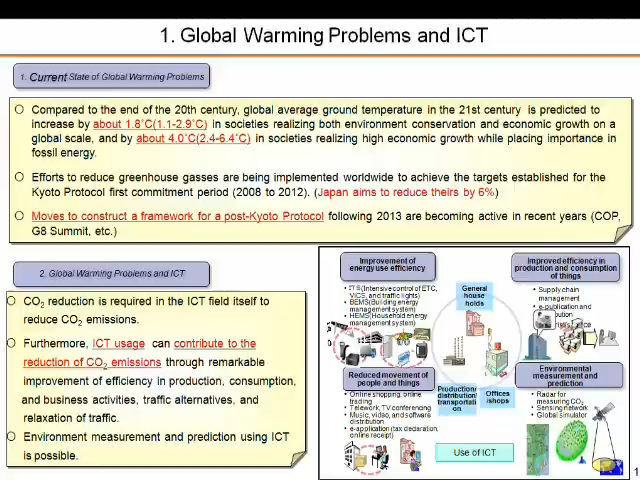 1. Global Warming Problems and ICT
1. Current State of Global Warming Problems
○ Compared to the end of the 20th century, global average ground temperature in the 21st century is predicted to
increase by about 1.8˚C(1.1-2.9˚C) in societies realizing both environment conservation and economic growth on a
global scale, and by about 4.0˚C(2.4-6.4˚C) in societies realizing high economic growth while placing importance in
fossil energy.
○ Efforts to reduce greenhouse gasses are being implemented worldwide to achieve the targets established for the
Kyoto Protocol first commitment period (2008 to 2012). (Japan aims to reduce theirs by 6%)
○ Moves to construct a framework for a post-Kyoto Protocol following 2013 are becoming active in recent years (COP,
G8 Summit, etc.)
2. Global Warming Problems and ICT
○ CO2 reduction is required in the ICT field itself to
reduce CO2 emissions.
○ Furthermore, ICT usage can contribute to the
reduction of CO2 emissions through remarkable
improvement of efficiency in production, consumption,
and business activities, traffic alternatives, and
relaxation of traffic.
○ Environment measurement and prediction using ICT
is possible.
Improvement of
energy use efficiency
•ITS(Intensive control of ETC,
VICS, and traffic lights)
•BEMS(Building energy
management system)
•HEMS(Household energy
management system)
General
house
holds
Improved efficiency in
production and consumption
of things
•Supply chain
management
•e-publication and
Reduced movement of
people and things
•Online shopping, online
trading
•Telework, TV conferencing
•Music, video, and software
distribution
•e-application (tax declaration,
online receipt)
Production/
distribution/
transportati
on
Offices
/shops
Environmental
measurement and
prediction
•Radar for
measuring CO2
•Sensing network
•Global simulator
Use of ICT
1